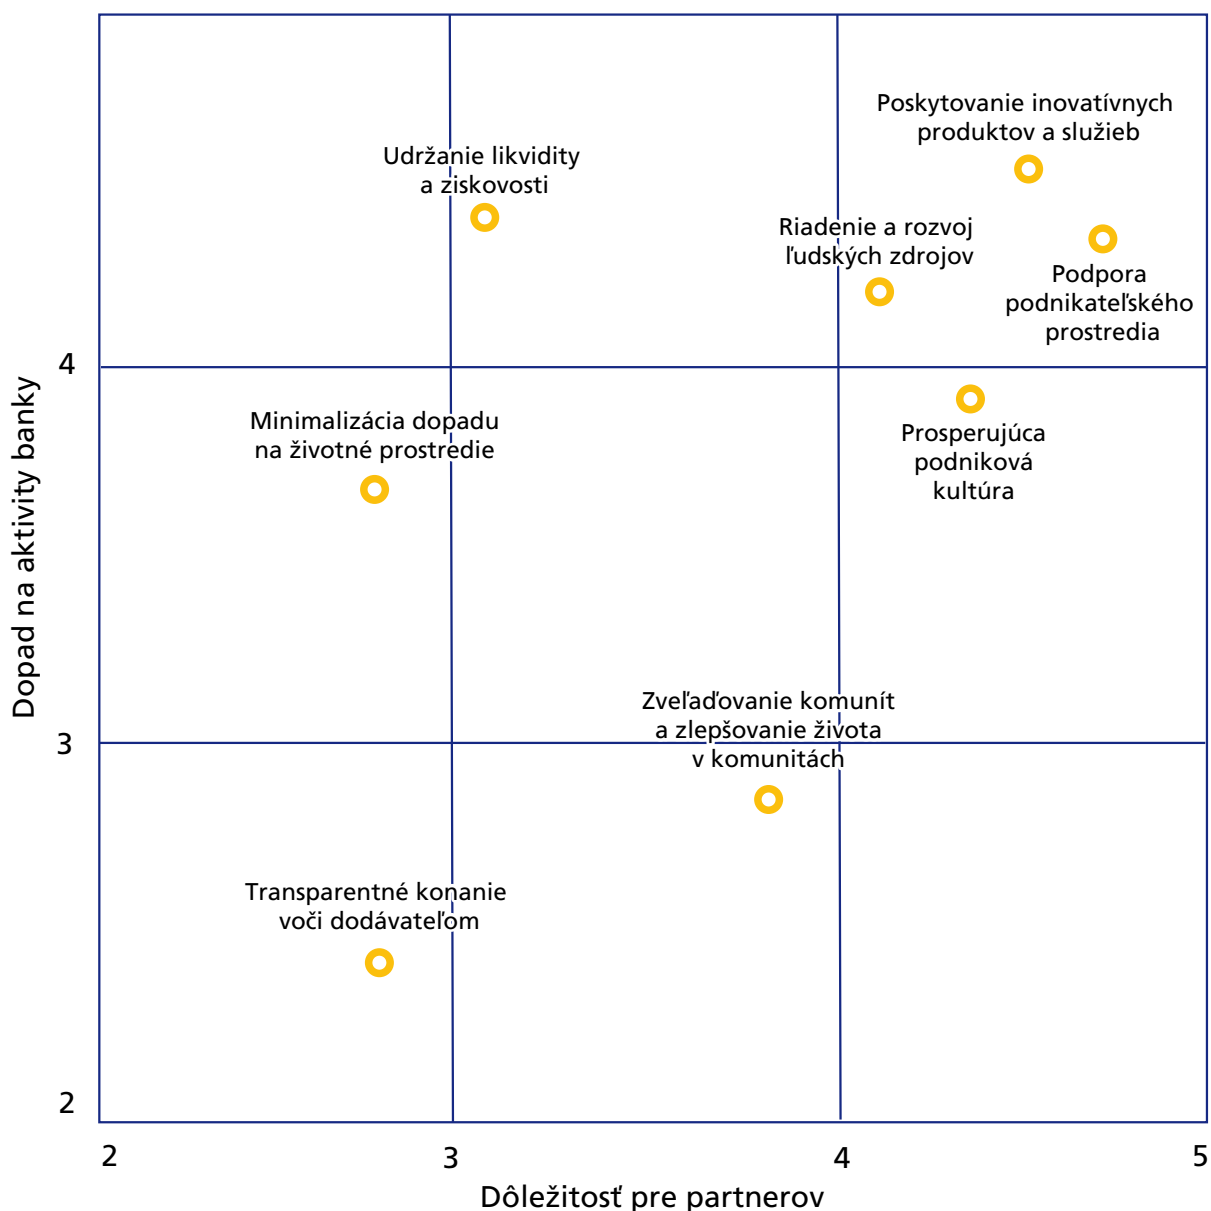 Poskytovanie inovatívnych
produktov a služieb
Udržanie likvidity
a ziskovosti
Riadenie a rozvoj
ľudských zdrojov
Podpora
podnikateľského
prostredia
4
Minimalizácia dopadu
na životné prostredie
Prosperujúca
podniková
kultúra
Dopad na aktivity banky
Zveľaďovanie komunít
a zlepšovanie života
v komunitách
3
Transparentné konanie
voči dodávateľom
2
2
3
4
5
Dôležitosť pre partnerov